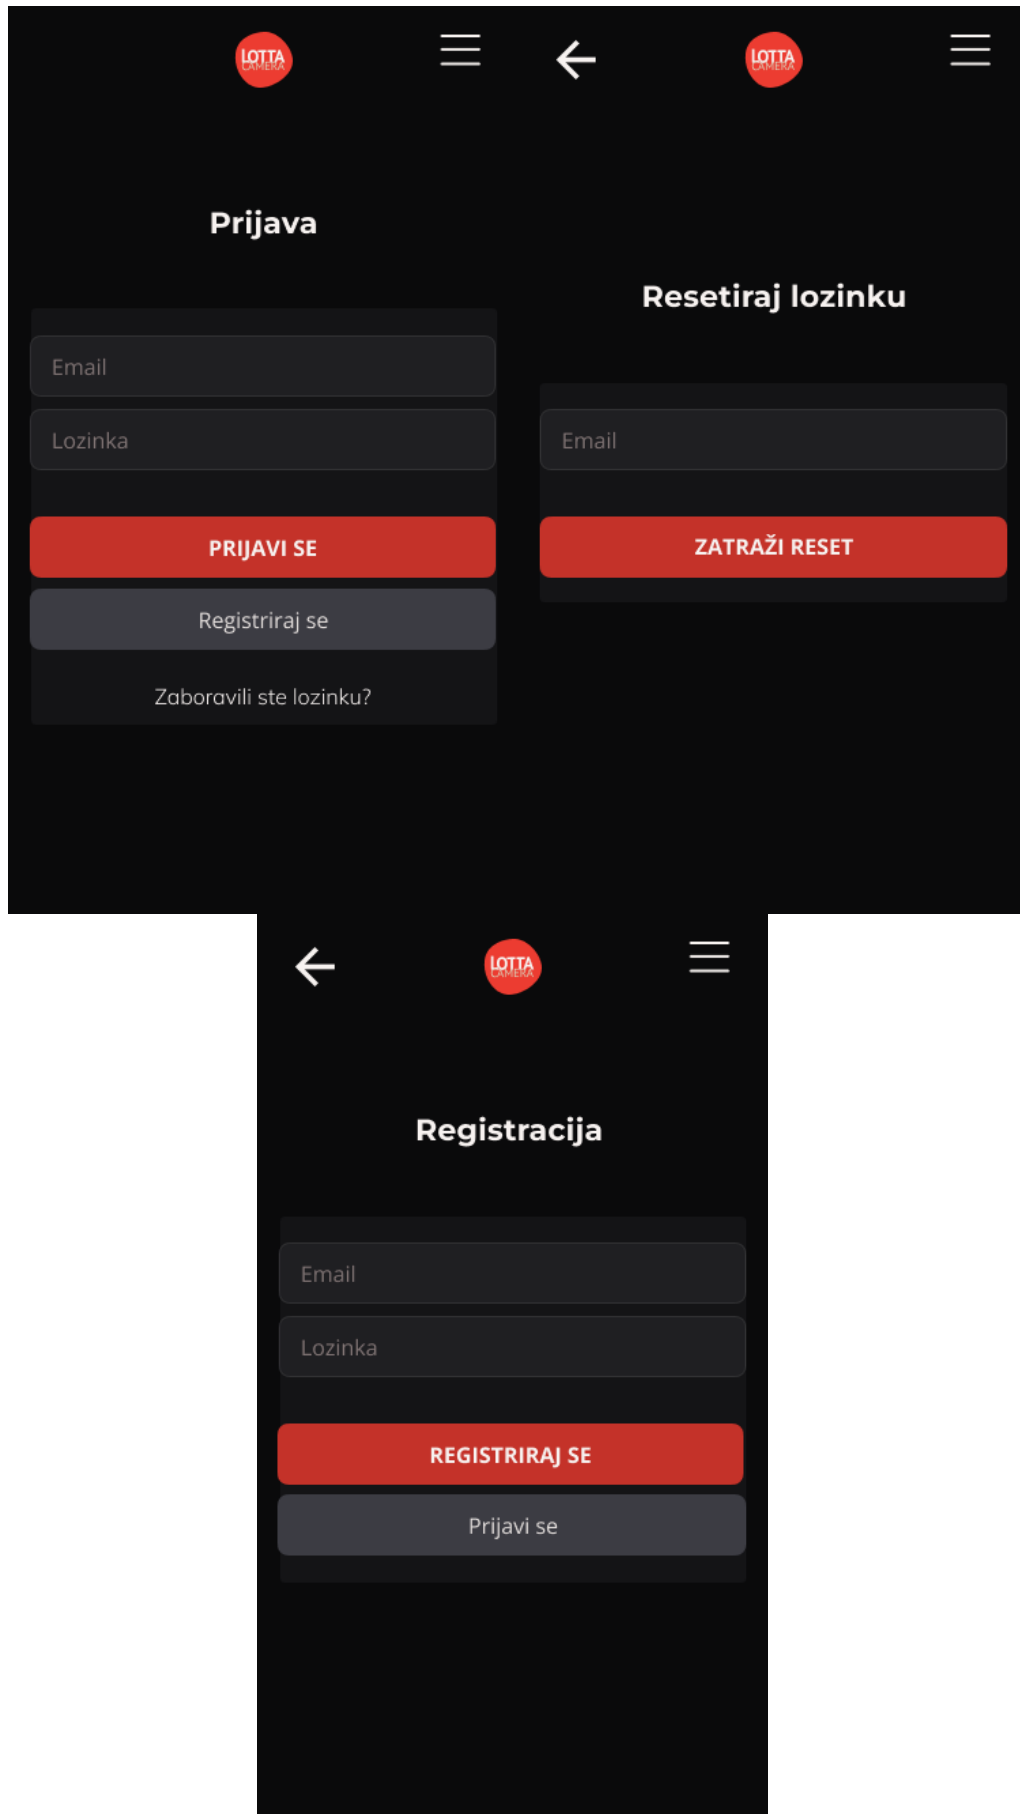 LOTTA
CAMERA
Prijava
Email
Lozinka
PRIJAVI SE
Registriraj se
Zaboravili ste lozinku?
LOTTA
CAMERA
Resetiraj lozinku
Email
ZATRAŽI RESET
LOTTA
CAMERA
Registracija
Email
Lozinka
REGISTRIRAJ SE
Prijavi se